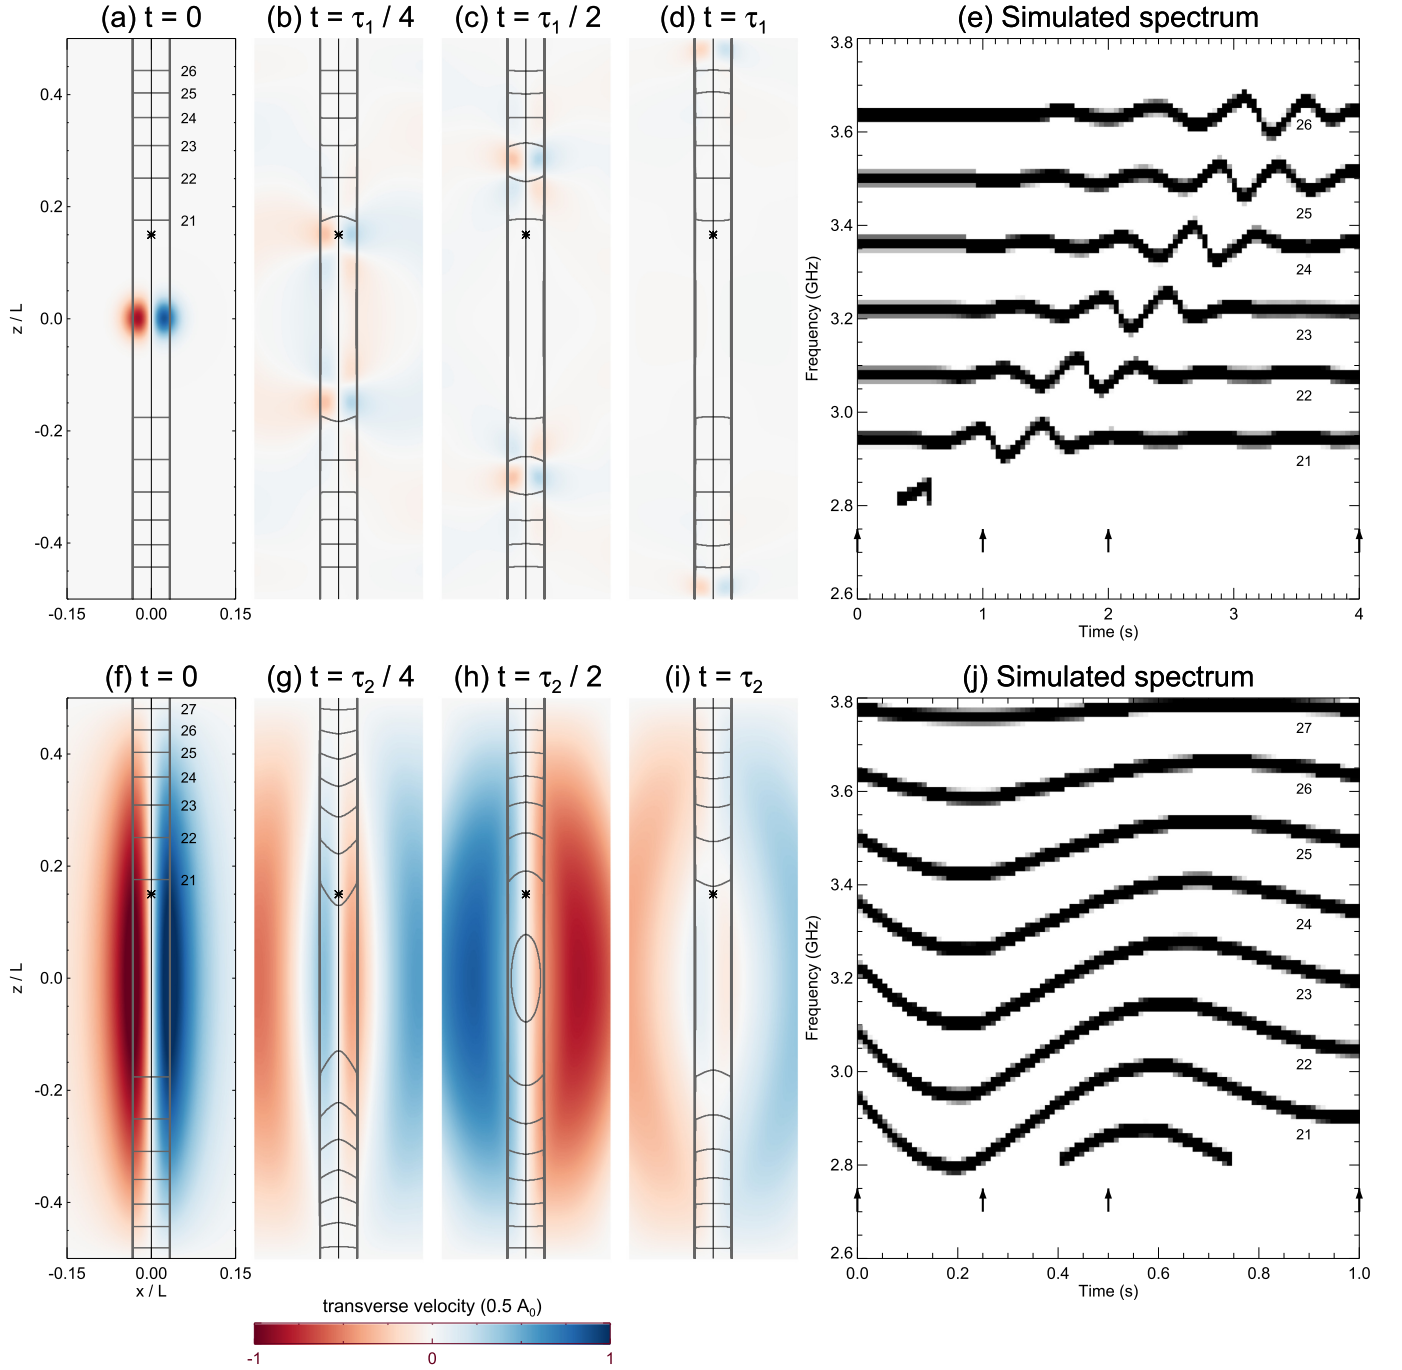 (a) t = 0
(b) t = τ1 / 4
(c) t = τ1 / 2
(d) t = τ1
(e) Simulated spectrum
z / L
0.4
0.2
0.0
-0.2
-0.4
26
25
24
23
22
21
-0.15 0.00 0.15
Frequency (GHz)
3.8
3.6
3.4
3.2
3.0
2.8
2.6
26
25
24
23
22
21
0 1 2 3 4
Time (s)
(f) t = 0
(g) t = τ2 / 4
(h) t = τ2 / 2
(i) t = τ2
(j) Simulated spectrum
z / L
0.4
0.2
0.0
-0.2
-0.4
27
26
25
24
23
22
21
-0.15 0.00 0.15
x / L
Frequency (GHz)
3.8
3.6
3.4
3.2
3.0
2.8
2.6
27
26
25
24
23
22
21
0.0 0.2 0.4 0.6 0.8 1.0
Time (s)
transverse velocity (0.5 A0)
-1 0 1